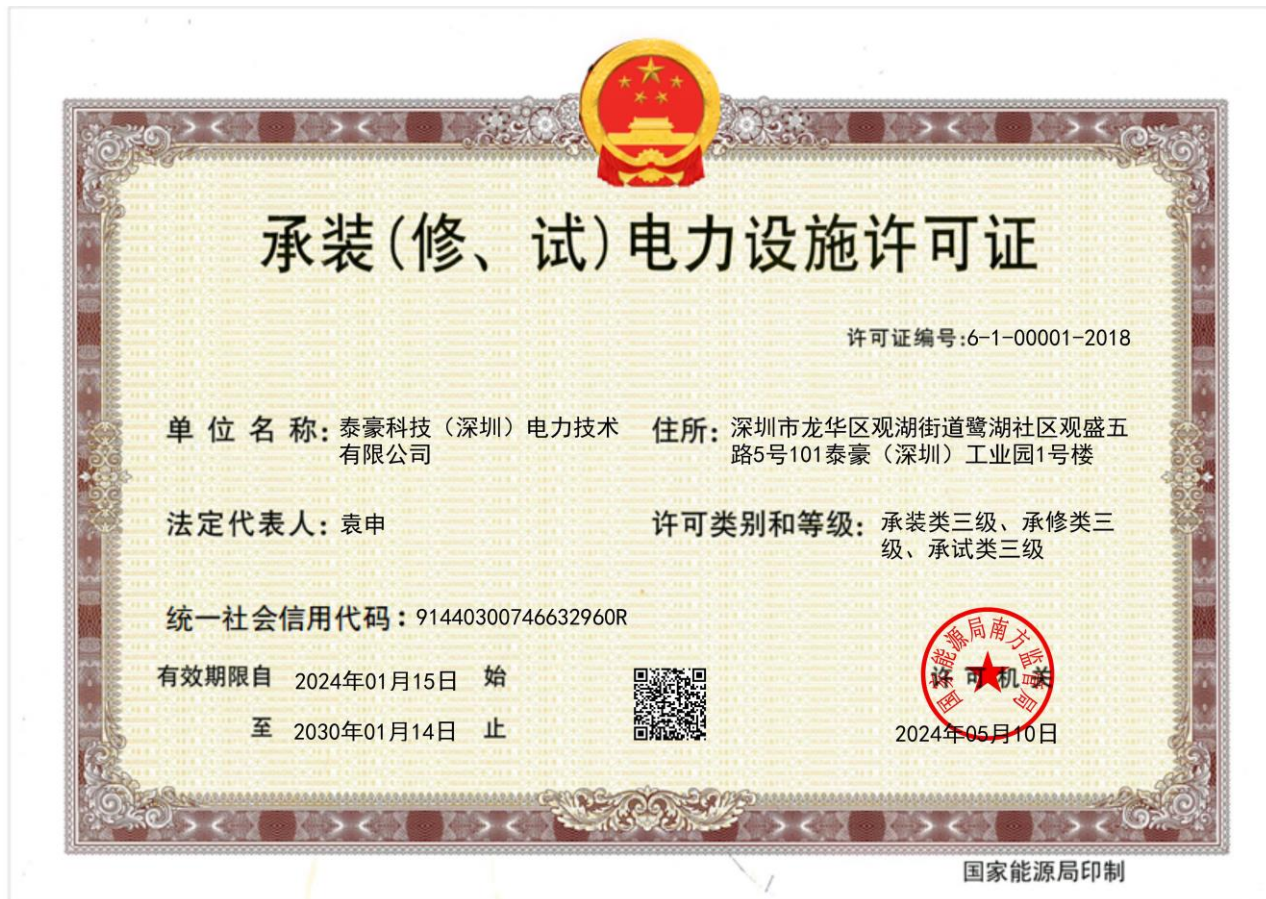 承装(修、试)电力设施许可证
许可证编号:6-1-00001-2018
单位名称:泰豪科技（深圳）电力技术
有限公司
住所:深圳市龙华区观湖街道鹭湖社区观盛五
路5号101泰豪（深圳）工业园1号楼
法定代表人:袁申
许可类别和等级:承装类三级、承修类三
级、承试类三级
统一社会信用代码:91440300746632960R
有效期限自 2024年01月15日 始
至 2030年01月14日 止
国家能源局南方监管局
许可机关
2024年05月10日
国家能源局印制